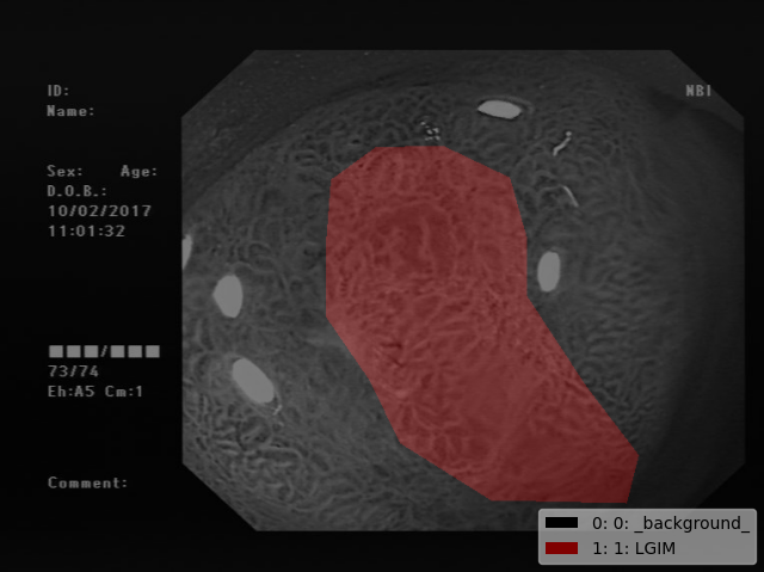 ID:
NBI
Name:
Sex: Age:
D.O.B.:
10/02/2017
11:01:32
■■■/■■■
73/74
Eh:A5 Cm:1
Comment:
0: 0: _background_
1: 1: LGIM